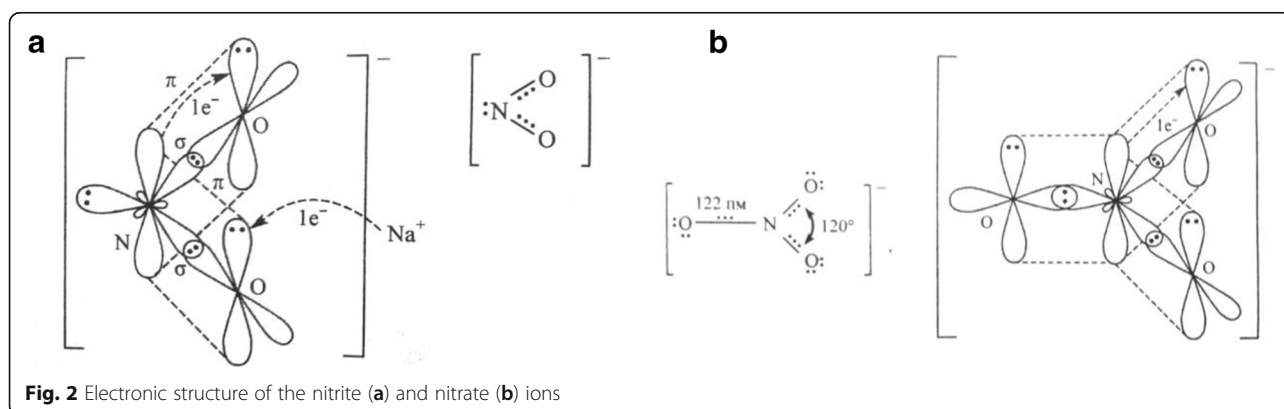 a
π
1e⁻
σ
O
π
N
1e⁻
Na⁺
σ
O
−
:N
O
O
−
b
:O
122 пм
N
O:
120°
O:
−
O
N
1e⁻
O
O
−
Fig. 2 Electronic structure of the nitrite (a) and nitrate (b) ions